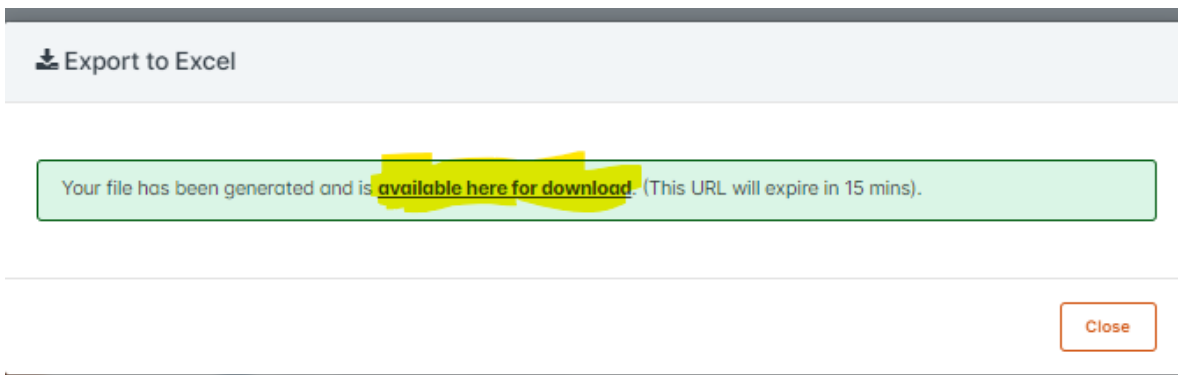 Export to Excel
Your file has been generated and is available here for download. (This URL will expire in 15 mins).
Close